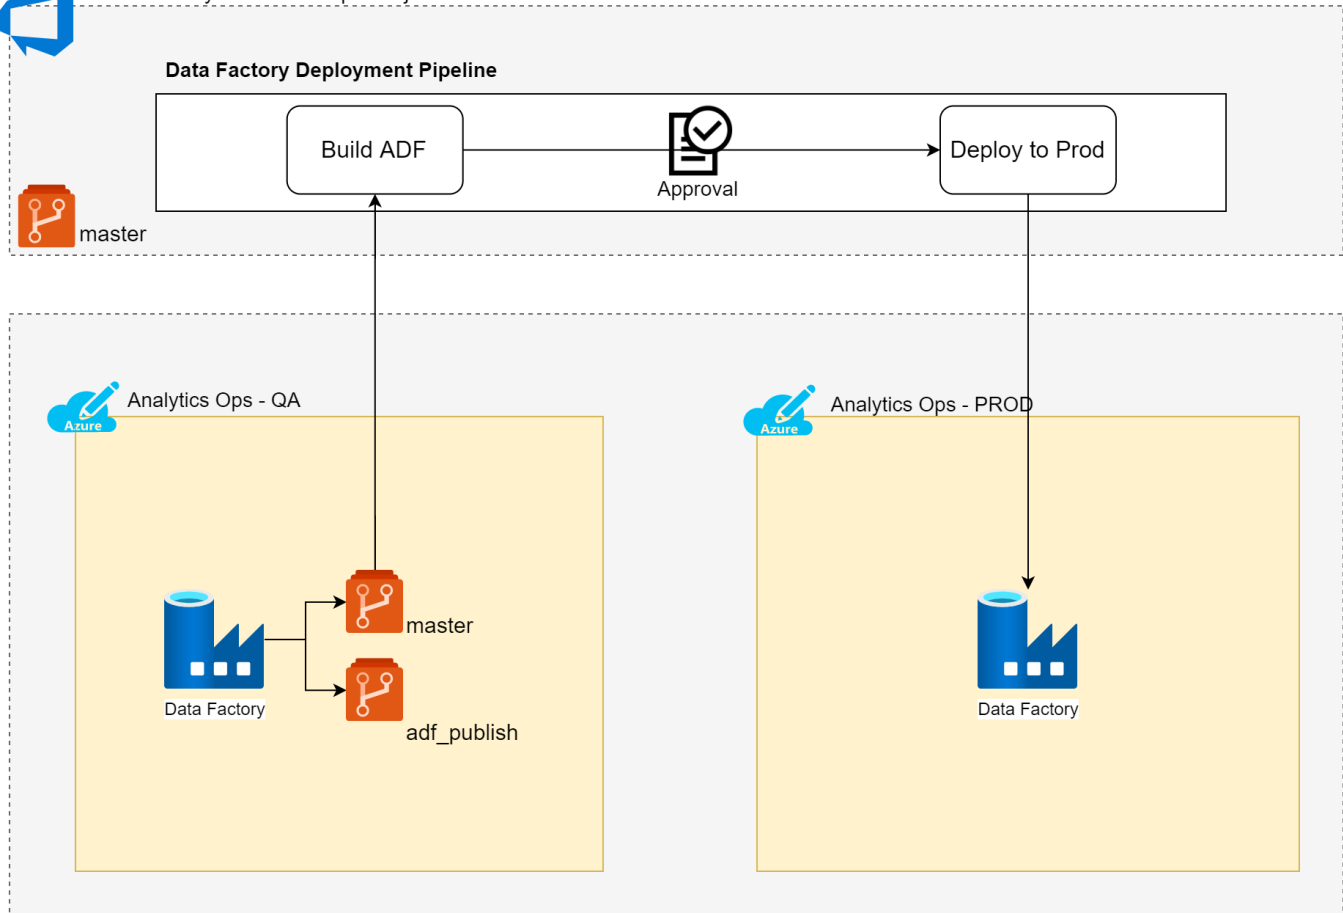 Data Factory Deployment Pipeline
Build ADF
Approval
Deploy to Prod
master
Azure
Analytics Ops - QA
Azure
Analytics Ops - PROD
master
Data Factory
adf_publish
Data Factory